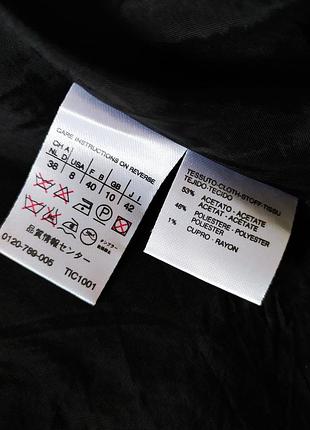 CARE INSTRUCTIONS ON REVERSE
CH A
NL D USA F B GB J I
38 8 40 10 42
品質情報センター
0120-789-005 TIC1001
TESSUTO-CLOTH-STOFF-TISSU
TEJIDO-TECIDO
53% ACETATO - ACETATE
ACETAT - ACETATE
46% POLIESTERE - POLYESTER
POLIESTER - POLYESTER
1% CUPRO - RAYON